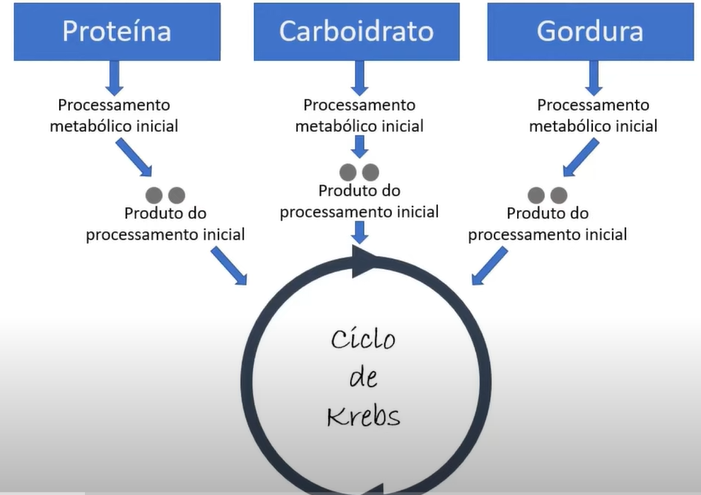 Proteína
Carboidrato
Gordura
Processamento
metabólico inicial
Processamento
metabólico inicial
Processamento
metabólico inicial
Produto do
processamento inicial
Produto do
processamento inicial
Produto do
processamento inicial
Ciclo
de
Krebs